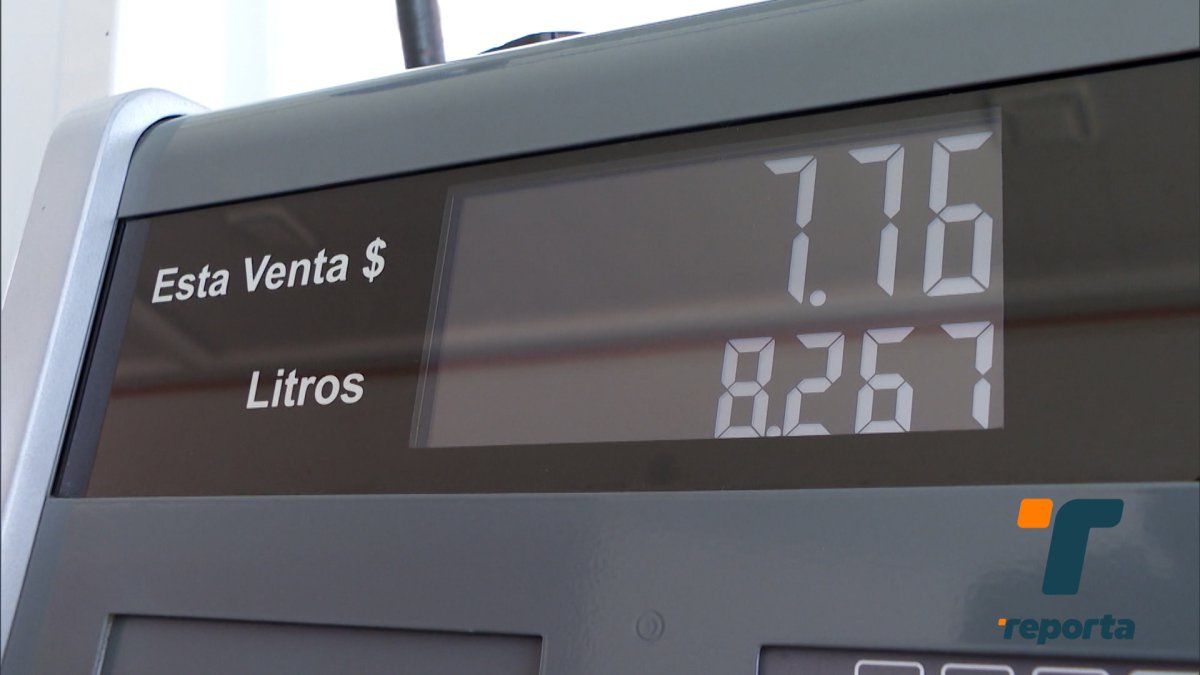 Esta Venta $ 7.76
Litros 8.267
reporta